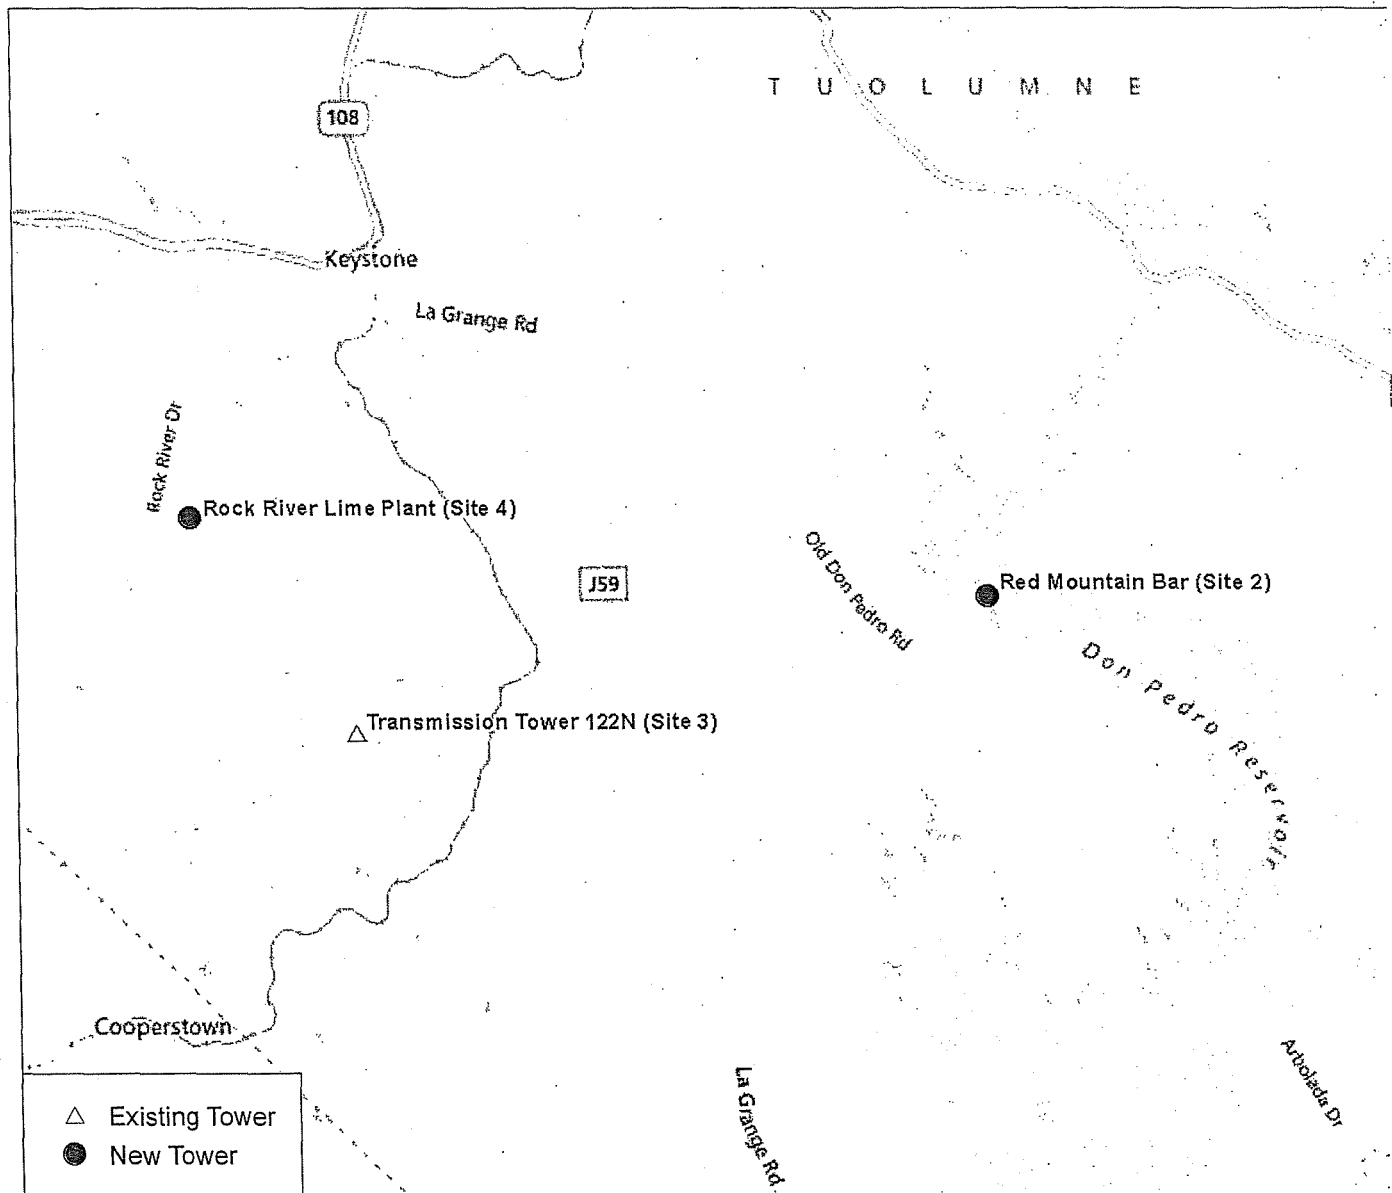 T U O L U M N E
108
Keystone
La Grange Rd
Rock River Dr
Rock River Lime Plant (Site 4)
Old Don Pedro Rd
J59
Red Mountain Bar (Site 2)
Don Pedro Reservoir
Transmission Tower 122N (Site 3)
Cooperstown
La Grange Rd
Arbolada Dr
Existing Tower
New Tower